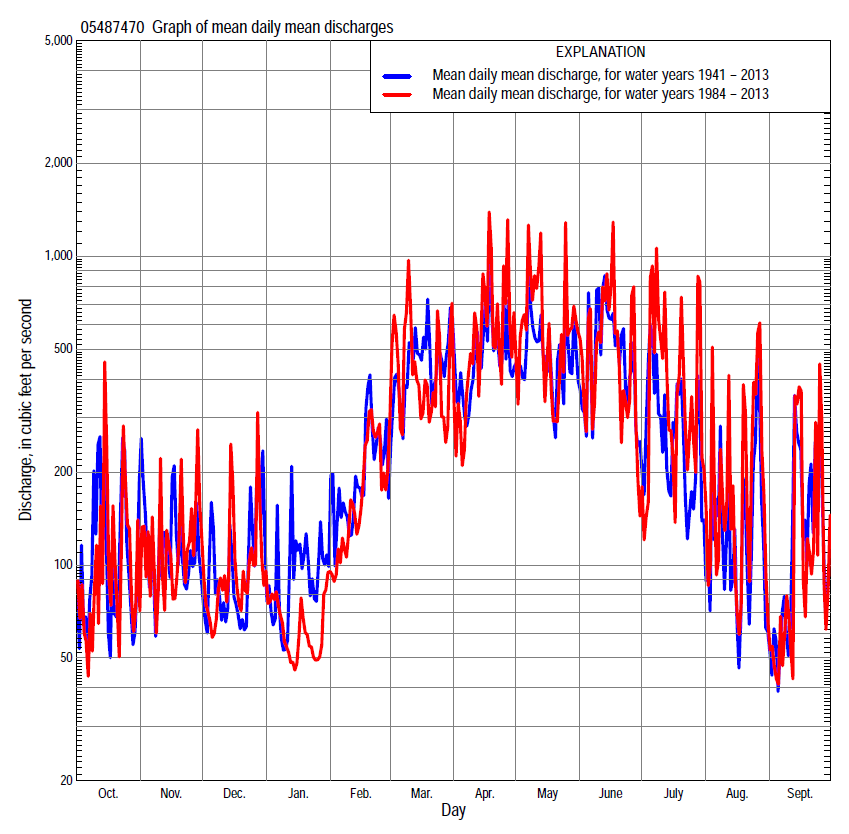 05487470 Graph of mean daily mean discharges
EXPLANATION
Mean daily mean discharge, for water years 1941 – 2013
Mean daily mean discharge, for water years 1984 – 2013
Discharge, in cubic feet per second
5,000
2,000
1,000
500
200
100
50
20
Oct. Nov. Dec. Jan. Feb. Mar. Apr. May June July Aug. Sept.
Day